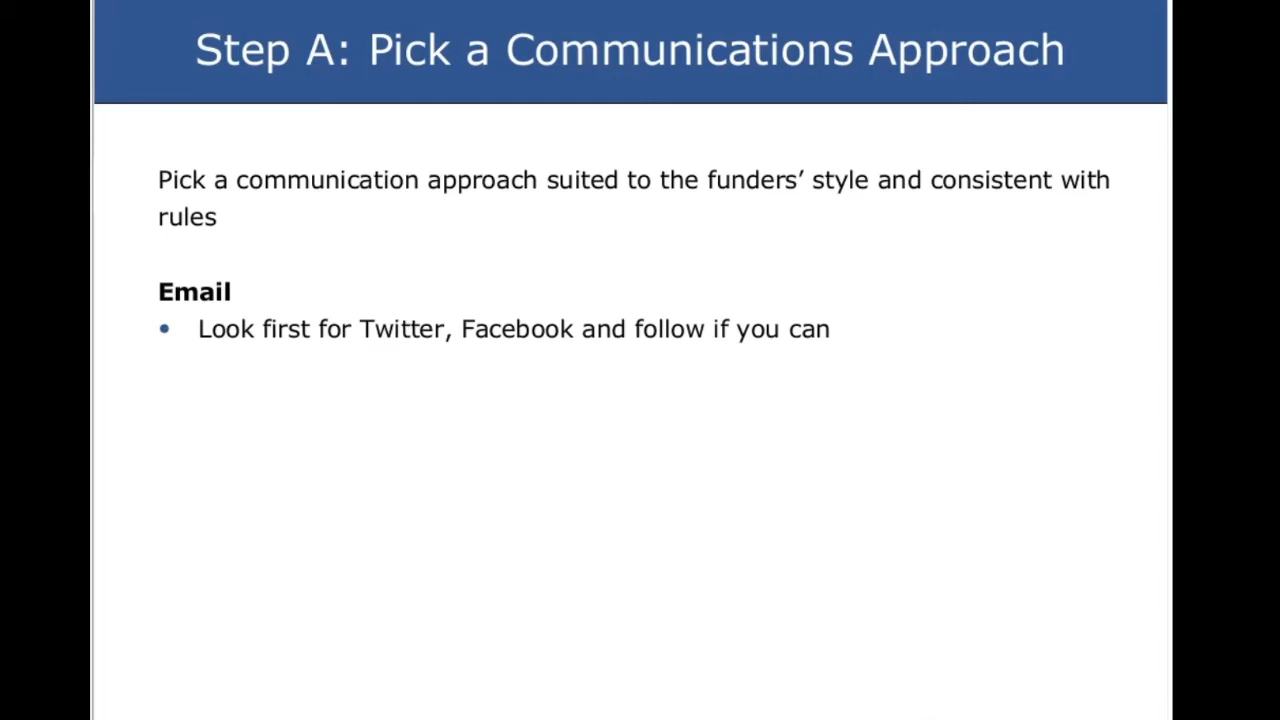 Step A: Pick a Communications Approach
Pick a communication approach suited to the funders’ style and consistent with
rules
Email
• Look first for Twitter, Facebook and follow if you can